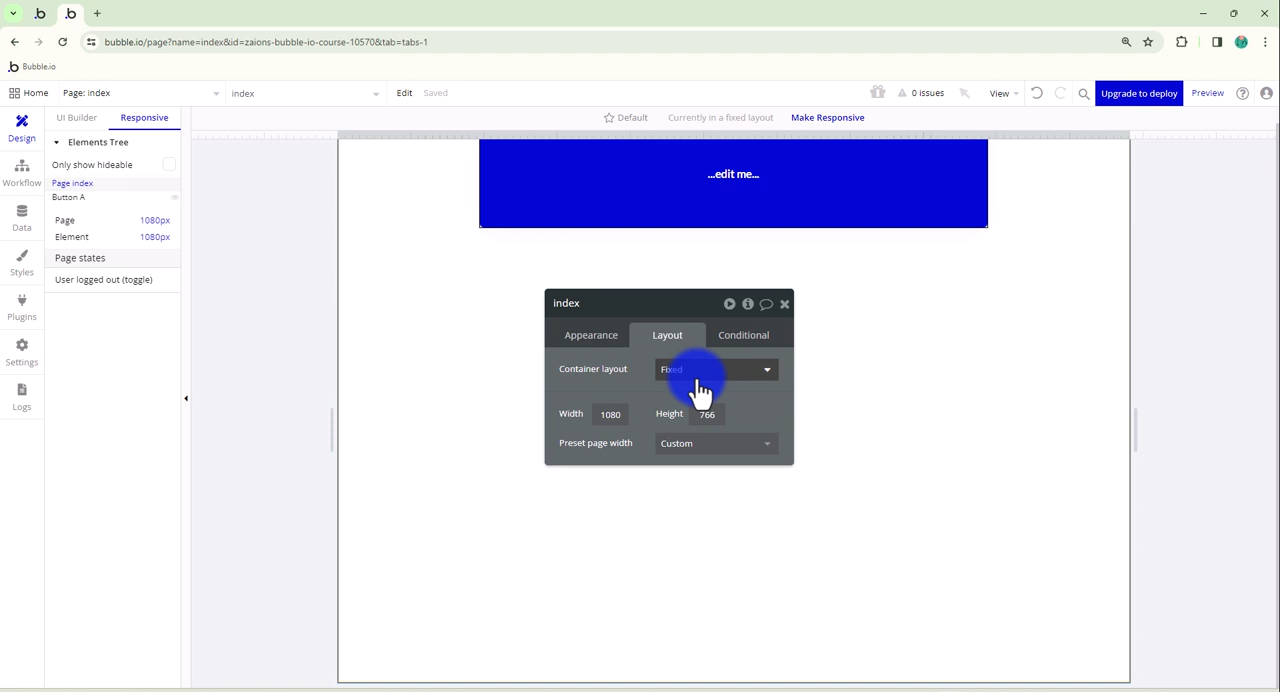 bubble.io/page?name=index&id=zaions-bubble-io-course-10570&tab=tabs-1
Bubble.io
Home
Page: index
index
Edit
Saved
0 issues
View
Upgrade to deploy
Preview
Design
UI Builder
Responsive
Default
Currently in a fixed layout
Make Responsive
Elements Tree
Only show hideable
Page index
Button A
Page 1080px
Element 1080px
Page states
User logged out (toggle)
Workflow
Data
Styles
Plugins
Settings
Logs
...edit me...
index
Appearance
Layout
Conditional
Container layout
Fixed
Width 1080
Height 766
Preset page width
Custom